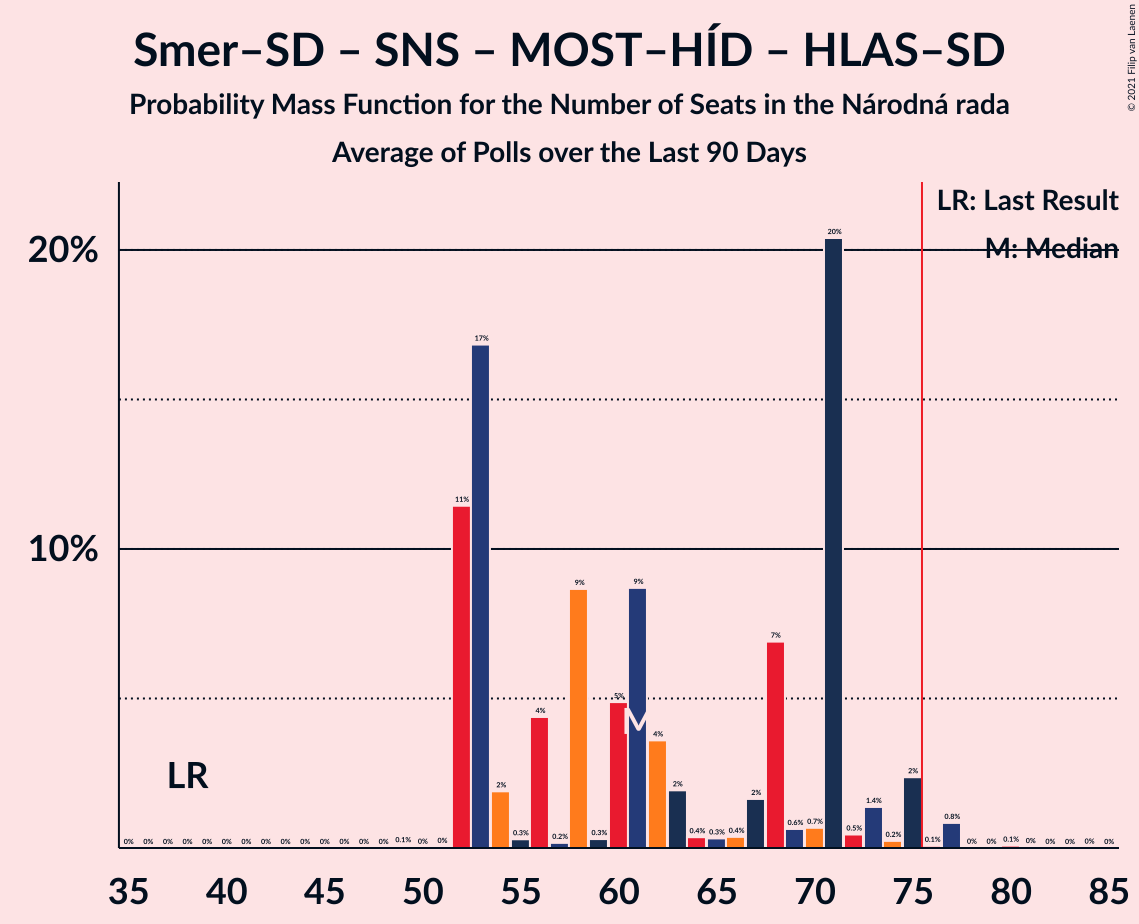 Smer–SD – SNS – MOST–HÍD – HLAS–SD
Probability Mass Function for the Number of Seats in the Národná rada
Average of Polls over the Last 90 Days
© 2021 Filip van Laenen
LR: Last Result
M: Median
20%
10%
LR
M
0% 0% 0% 0% 0% 0% 0% 0% 0% 0% 0% 0% 0% 0% 0.1% 0% 0% 11% 17% 2% 0.3% 4% 0.2% 9% 0.3% 5% 9% 4% 2% 0.4% 0.3% 0.4% 2% 7% 0.6% 0.7% 20% 0.5% 1.4% 0.2% 2% 0.1% 0.8% 0% 0% 0.1% 0% 0% 0% 0% 0%
35 40 45 50 55 60 65 70 75 80 85